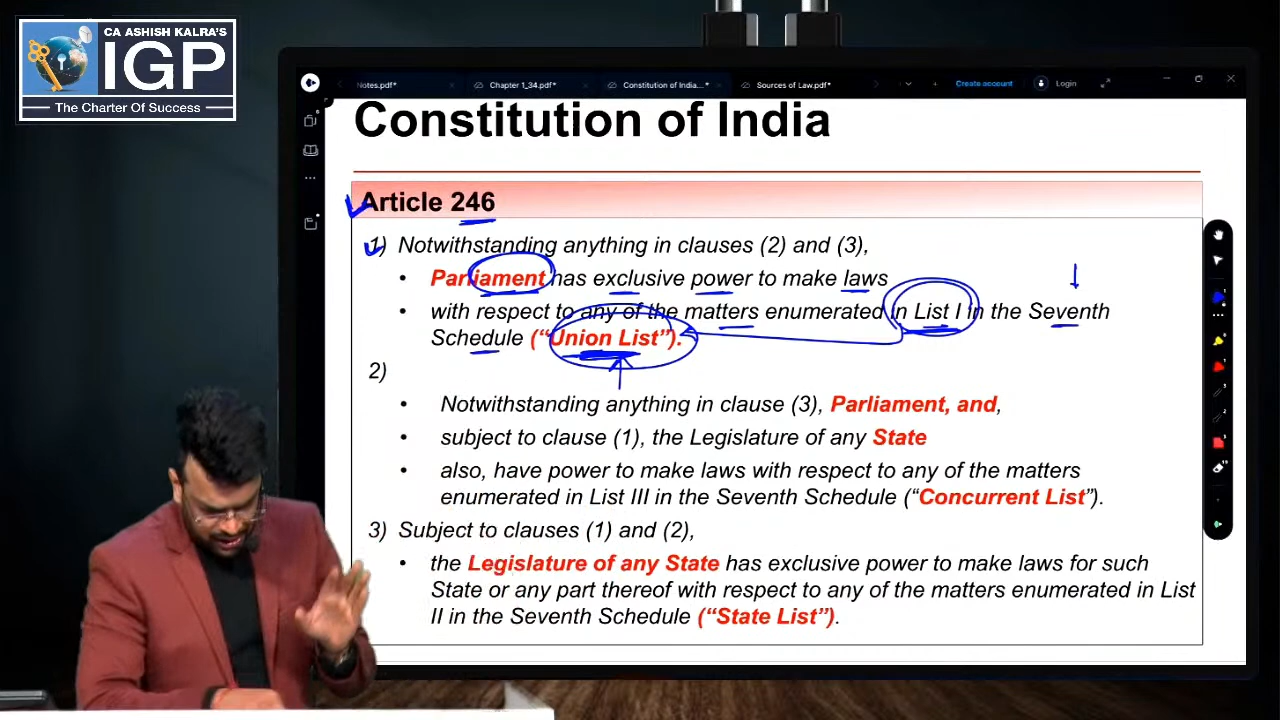 CA ASHISH KALRA'S
IGP
The Charter Of Success
Notes.pdf*
Chapter 1_34.pdf*
Constitution of India...*
Sources of Law.pdf*
Create account
Login
Constitution of India
Article 246
1) Notwithstanding anything in clauses (2) and (3),
• Parliament has exclusive power to make laws
• with respect to any of the matters enumerated in List I in the Seventh
Schedule (“Union List”).
2)
• Notwithstanding anything in clause (3), Parliament, and,
• subject to clause (1), the Legislature of any State
• also, have power to make laws with respect to any of the matters
enumerated in List III in the Seventh Schedule (“Concurrent List”).
3) Subject to clauses (1) and (2),
• the Legislature of any State has exclusive power to make laws for such
State or any part thereof with respect to any of the matters enumerated in List
II in the Seventh Schedule (“State List”).